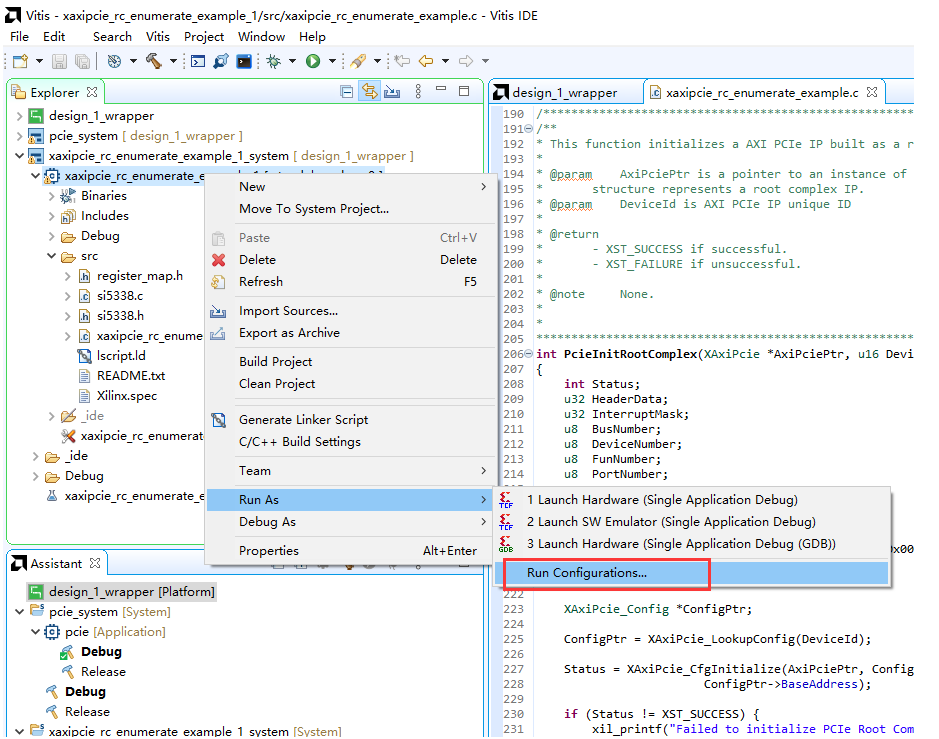 Vitis - xaxipcie_rc_enumerate_example_1/src/xaxipcie_rc_enumerate_example.c - Vitis IDE
File Edit Search Vitis Project Window Help
Explorer
design_1_wrapper
pcie_system [ design_1_wrapper ]
xaxipcie_rc_enumerate_example_1_system [ design_1_wrapper ]
xaxipcie_rc_enumerate_e
Binaries
Includes
Debug
src
register_map.h
si5338.c
si5338.h
xaxipcie_rc_enume
lscript.ld
README.txt
Xilinx.spec
_ide
xaxipcie_rc_enumerat
_ide
Debug
xaxipcie_rc_enumerate_e
New
Move To System Project...
Paste Ctrl+V
Delete Delete
Refresh F5
Import Sources...
Export as Archive
Build Project
Clean Project
Generate Linker Script
C/C++ Build Settings
Team
Run As
Debug As
Properties Alt+Enter
1 Launch Hardware (Single Application Debug)
2 Launch SW Emulator (Single Application Debug)
3 Launch Hardware (Single Application Debug (GDB))
Run Configurations...
Assistant
design_1_wrapper [Platform]
pcie_system [System]
pcie [Application]
Debug
Release
Debug
Release
xaxipcie_rc_enumerate_example_1_system [System]
design_1_wrapper
xaxipcie_rc_enumerate_example.c
190 /*****************************************************
191 /**
192 * This function initializes a AXI PCIe IP built as a r
193 *
194 * @param AxiPciePtr is a pointer to an instance of
195 * structure represents a root complex IP.
196 * @param DeviceId is AXI PCIe IP unique ID
197 *
198 * @return
199 * - XST_SUCCESS if successful.
200 * - XST_FAILURE if unsuccessful.
201 *
202 * @note None.
203 *
204 *
205 ******************************************************
206 int PcieInitRootComplex(XAxiPcie *AxiPciePtr, u16 Devi
207 {
208 int Status;
209 u32 HeaderData;
210 u32 InterruptMask;
211 u8 BusNumber;
212 u8 DeviceNumber;
213 u8 FunNumber;
214 u8 PortNumber;
x00
222
223 XAxiPcie_Config *ConfigPtr;
224
225 ConfigPtr = XAxiPcie_LookupConfig(DeviceId);
226
227 Status = XAxiPcie_CfgInitialize(AxiPciePtr, Config
228 ConfigPtr->BaseAddress);
229
230 if (Status != XST_SUCCESS) {
231 xil_printf("Failed to initialize PCIe Root Com